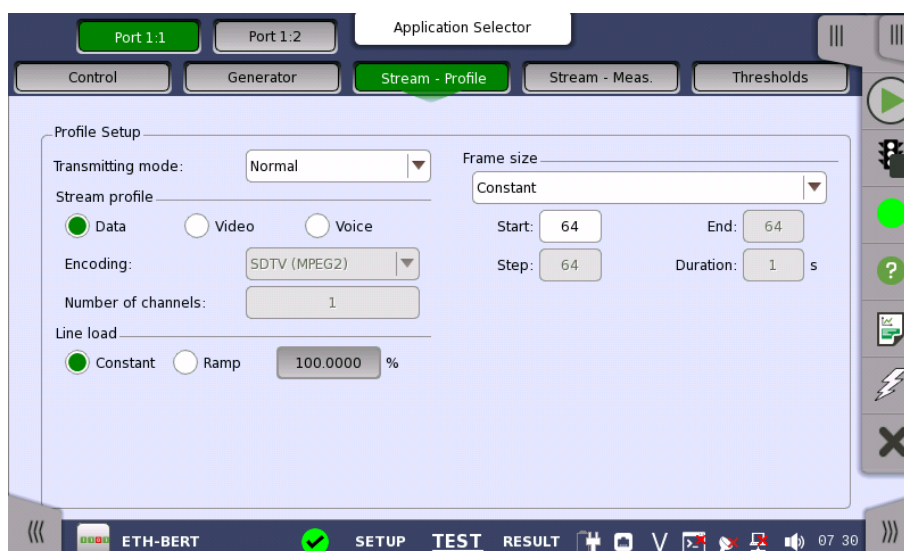 Port 1:1 Port 1:2 Application Selector
Control Generator Stream - Profile Stream - Meas. Thresholds
Profile Setup
Transmitting mode: Normal
Frame size
Constant
Stream profile
Data Video Voice
Start: 64 End: 64
Encoding: SDTV (MPEG2)
Step: 64 Duration: 1 s
Number of channels: 1
Line load
Constant Ramp 100.0000 %
ETH-BERT SETUP TEST RESULT V 07 30